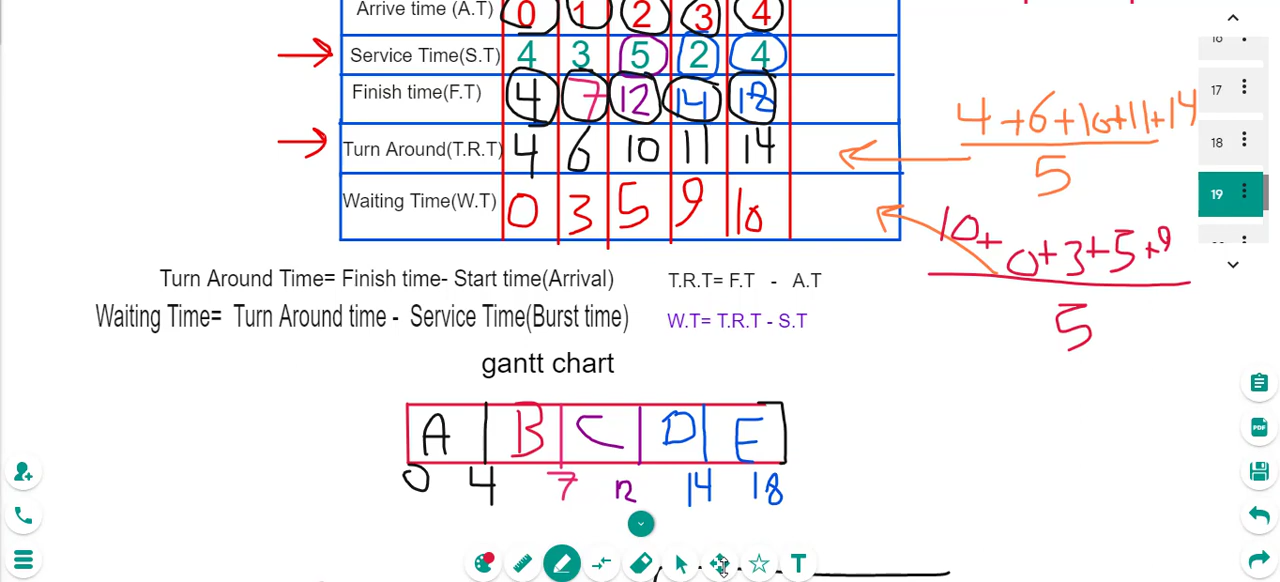 Arrive time (A.T) 0 1 2 3 4
Service Time(S.T) 4 3 5 2 4
Finish time(F.T) 4 7 12 14 18
Turn Around(T.R.T) 4 6 10 11 14
Waiting Time(W.T) 0 3 5 9 10
4+6+10+11+14
5
10+0+3+5+9
5
17
18
19
Turn Around Time= Finish time- Start time(Arrival) T.R.T= F.T - A.T
Waiting Time= Turn Around time - Service Time(Burst time) W.T= T.R.T - S.T
gantt chart
A B C D E
0 4 7 12 14 18
PDF
T